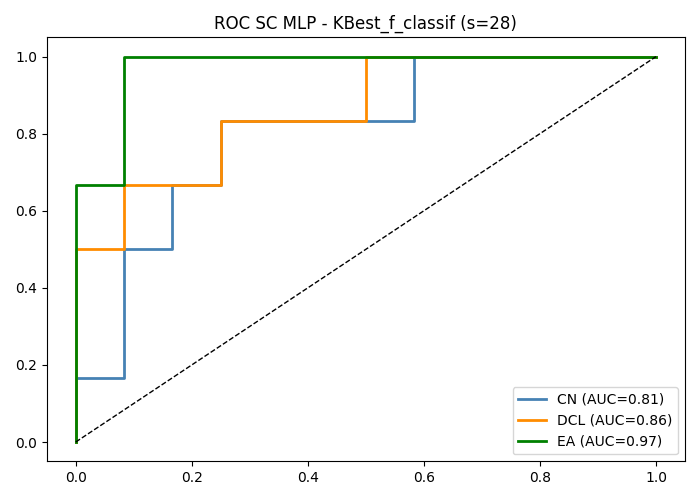 ROC SC MLP - KBest_f_classif (s=28)
1.0
0.8
0.6
0.4
0.2
0.0
0.0 0.2 0.4 0.6 0.8 1.0
CN (AUC=0.81)
DCL (AUC=0.86)
EA (AUC=0.97)